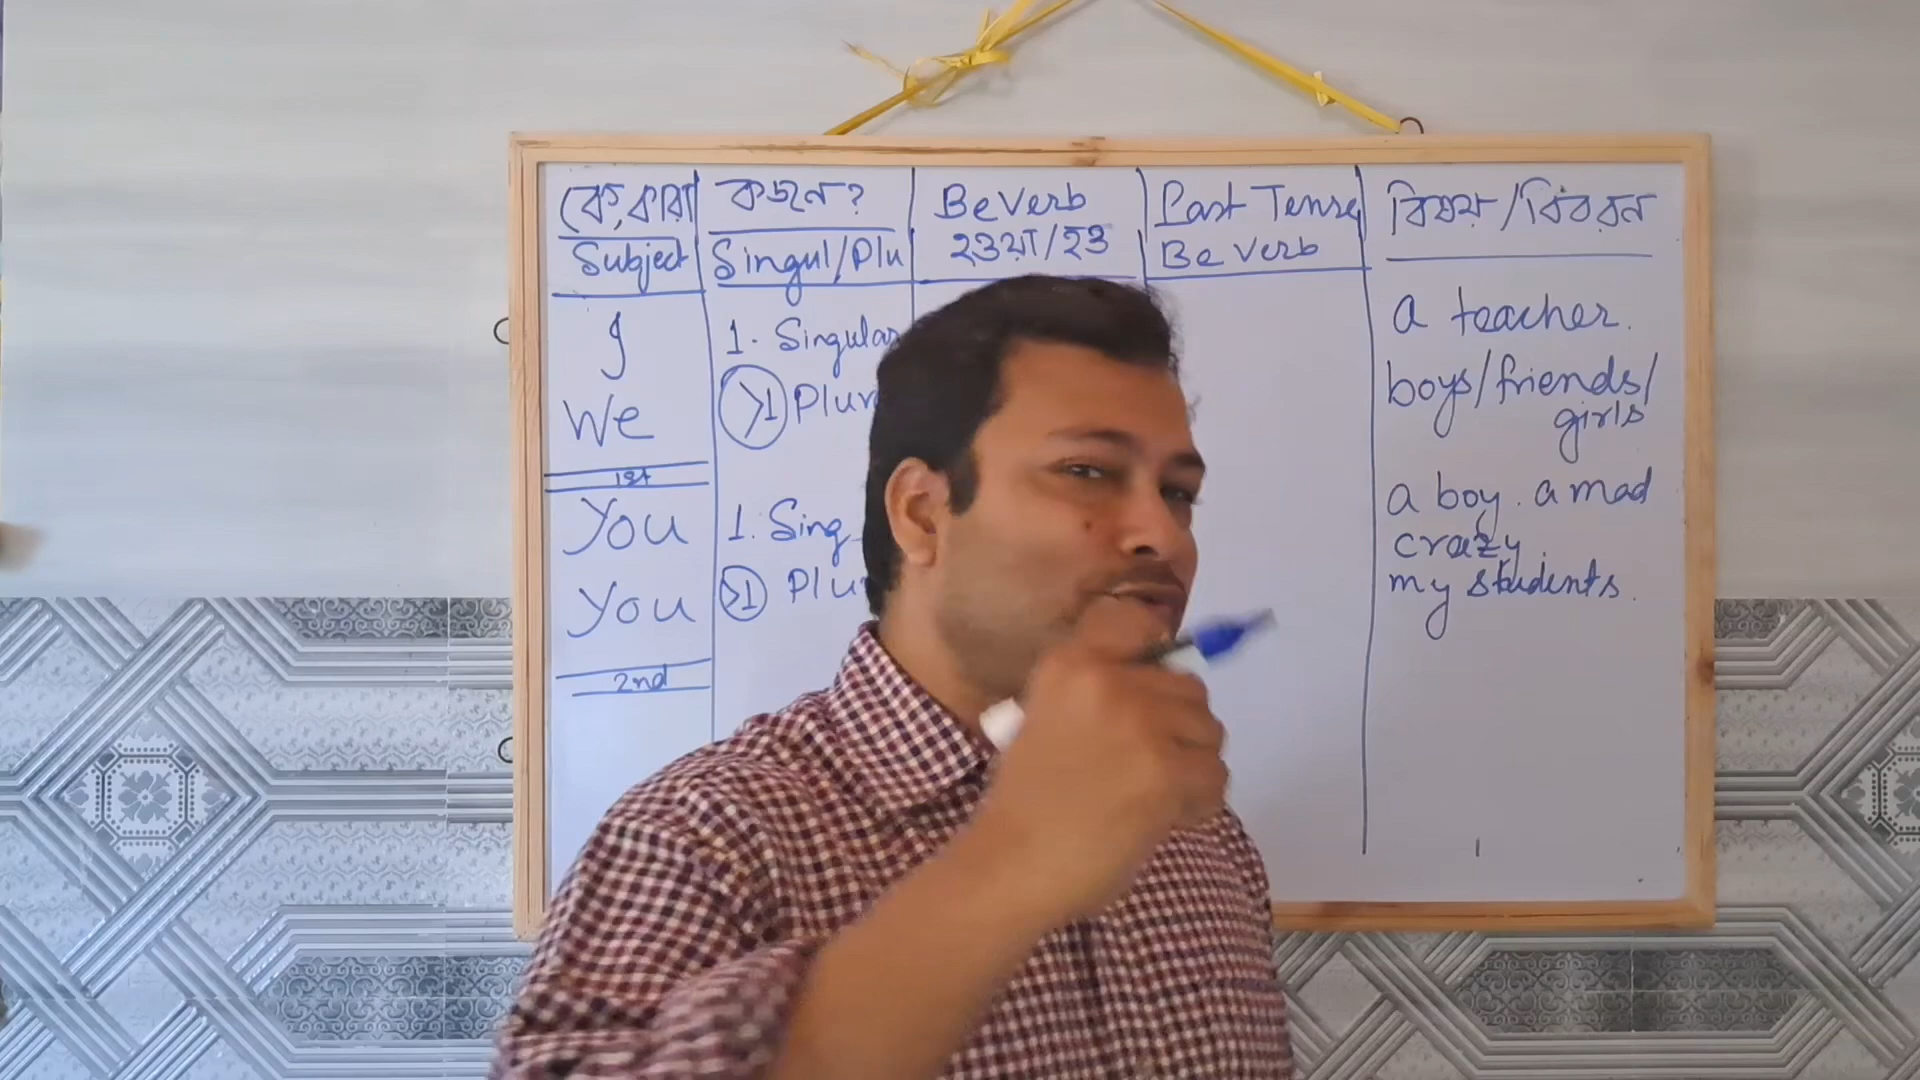 কে, কারা
Subject
কজনে?
Singul/Plu
Be Verb
হওয়া/হও
Past Tense
Be Verb
বিষয়/বিবরন
I
1. Singular
a teacher.
We
>1 Plur
boys/friends/
girls
1st
You
1. Sing
a boy. a mad
crazy.
You
>1 Plu
my students.
2nd